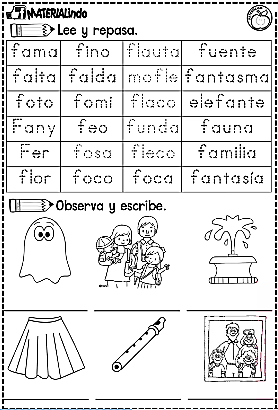 MATERIALindo
Lee y repasa.
fama fino flauta fuente
falta falda mofle fantasma
foto fomi flaco elefante
Fany feo funda fauna
Fer fosa fleco familia
flor foco foca fantasía
Observa y escribe.